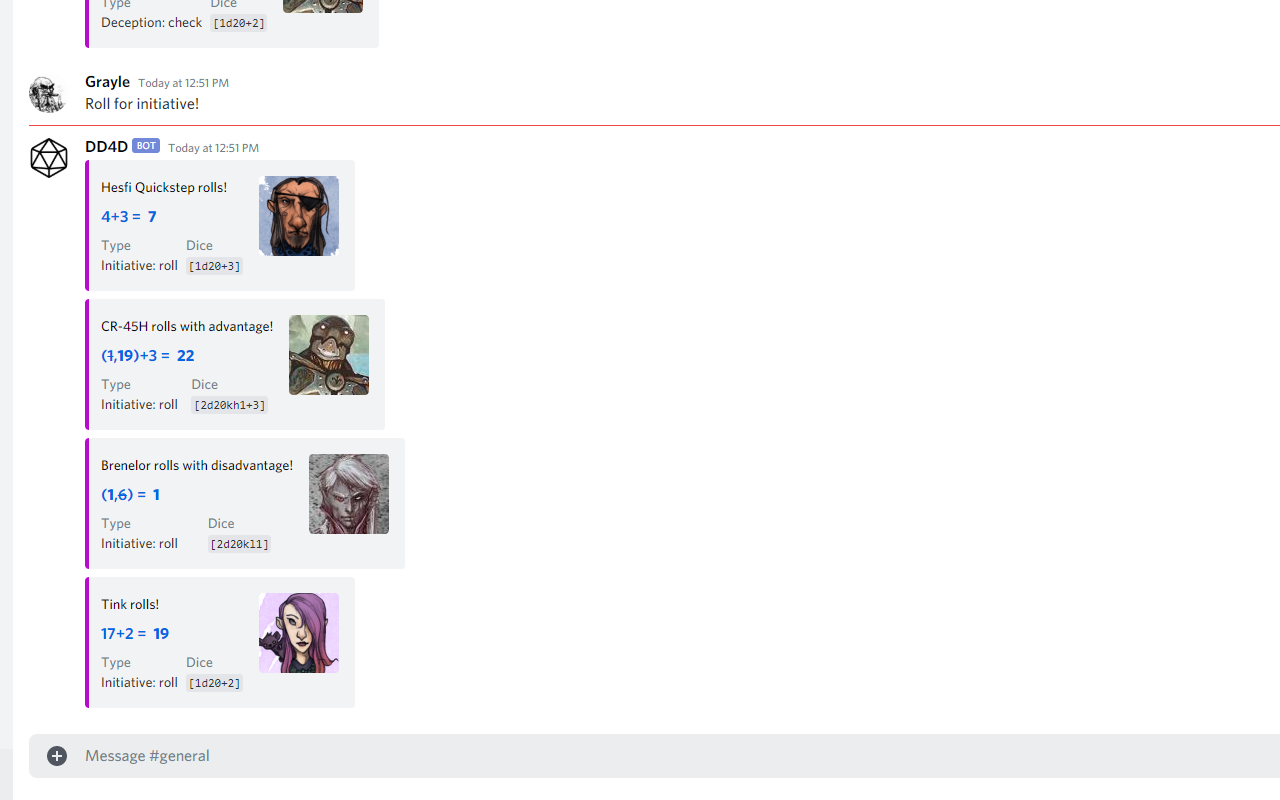 Type Dice
Deception: check [1d20+2]
Grayle Today at 12:51 PM
Roll for initiative!
DD4D BOT Today at 12:51 PM
Hesfi Quickstep rolls!
4+3 = 7
Type Dice
Initiative: roll [1d20+3]
CR-45H rolls with advantage!
(1,19)+3 = 22
Type Dice
Initiative: roll [2d20kh1+3]
Brenelor rolls with disadvantage!
(1,6) = 1
Type Dice
Initiative: roll [2d20kl1]
Tink rolls!
17+2 = 19
Type Dice
Initiative: roll [1d20+2]
Message #general